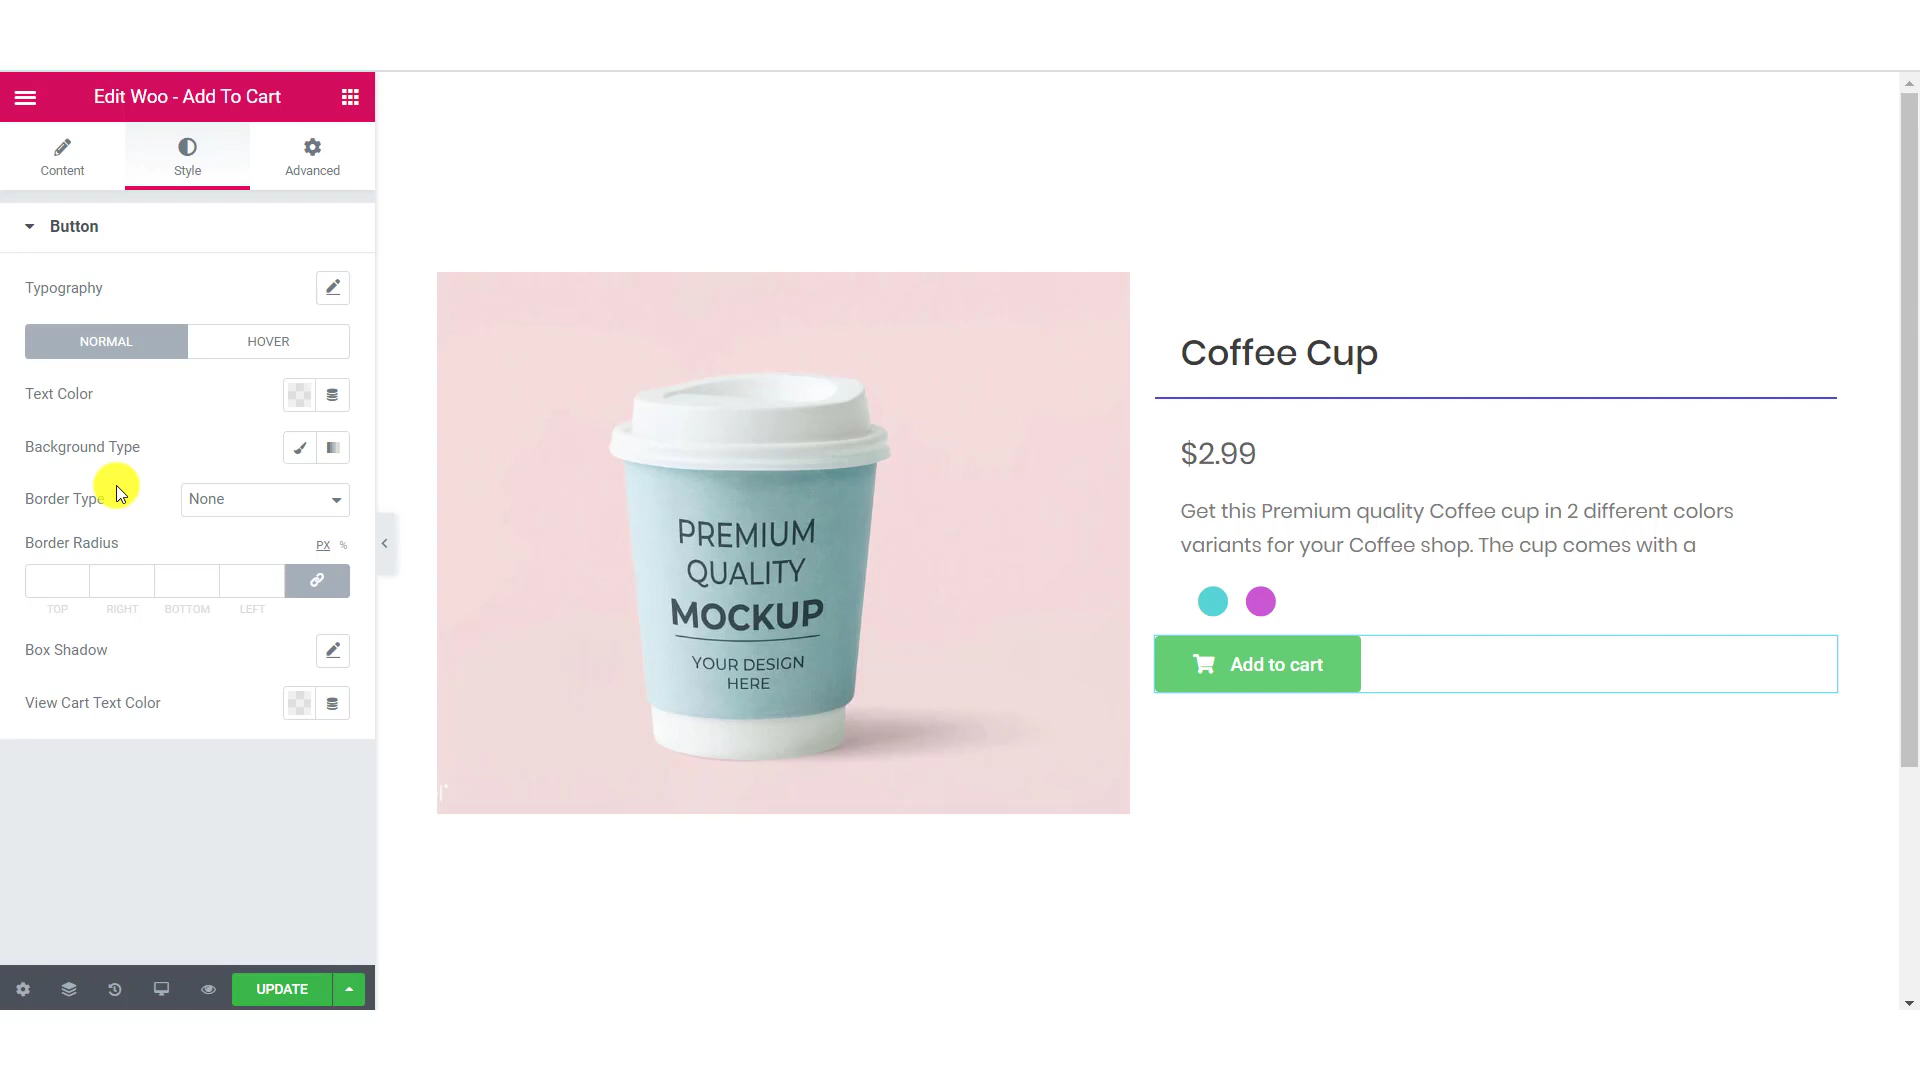 Edit Woo - Add To Cart
Content
Style
Advanced
Button
Typography
NORMAL
HOVER
Text Color
Background Type
Border Type
None
Border Radius
PX
%
TOP
RIGHT
BOTTOM
LEFT
Box Shadow
View Cart Text Color
UPDATE
PREMIUM
QUALITY
MOCKUP
YOUR DESIGN
HERE
Coffee Cup
$2.99
Get this Premium quality Coffee cup in 2 different colors
variants for your Coffee shop. The cup comes with a
Add to cart